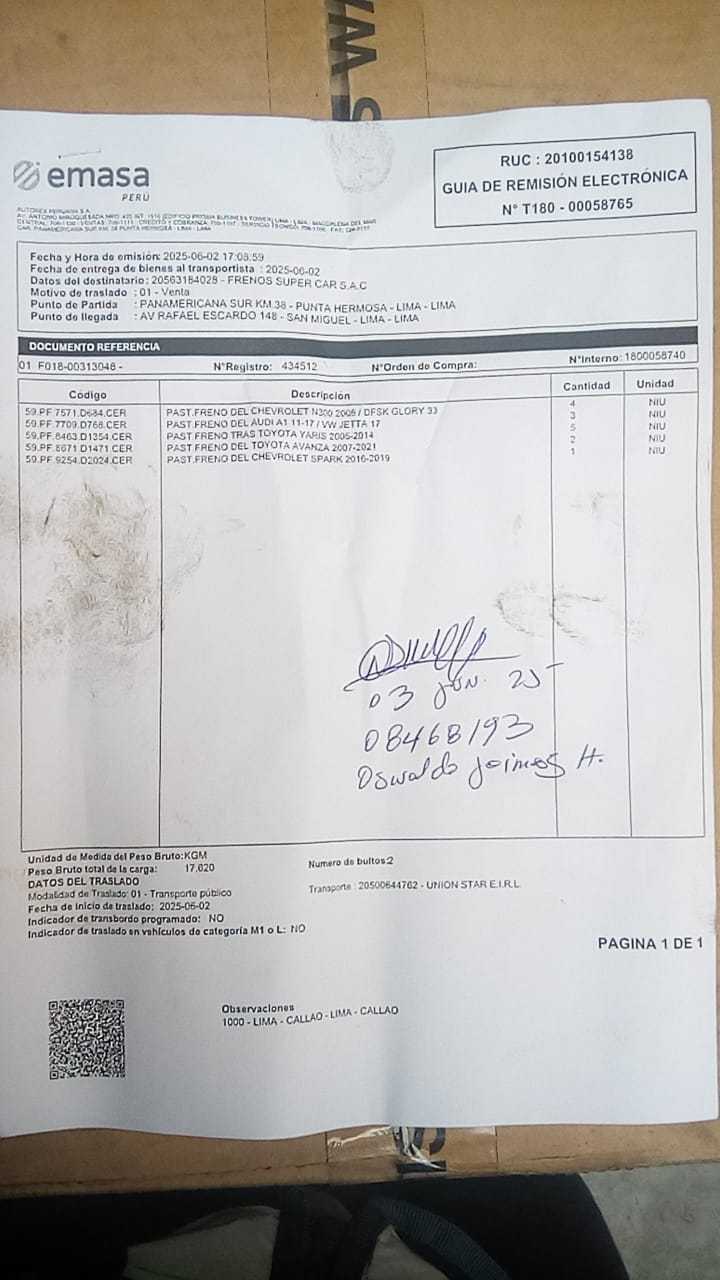 emasa
PERÚ
RUC : 20100154138
GUIA DE REMISIÓN ELECTRÓNICA
N° T180 - 00058765
AUTOREX PERUANA S.A.
Fecha y Hora de emisión: 2025-06-02 17:08:59
Fecha de entrega de bienes al transportista : 2025-06-02
Datos del destinatario: 20563184028 - FRENOS SUPER CAR S.A.C
Motivo de traslado : 01 - Venta
Punto de Partida : PANAMERICANA SUR KM.38 - PUNTA HERMOSA - LIMA - LIMA
Punto de llegada : AV RAFAEL ESCARDO 148 - SAN MIGUEL - LIMA - LIMA
DOCUMENTO REFERENCIA
01 F018-00313048 - N°Registro: 434512 N°Orden de Compra: N°Interno: 1800058740
Código Descripción Cantidad Unidad
59.PF.7571.D684.CER PAST.FRENO DEL CHEVROLET N300 2008 / DFSK GLORY 33 4 NIU
59.PF.7709.D768.CER PAST.FRENO DEL AUDI A1 11-17 / VW JETTA 17 3 NIU
59.PF.8463.D1354.CER PAST.FRENO TRAS TOYOTA YARIS 2005-2014 5 NIU
59.PF.8671.D1471.CER PAST.FRENO DEL TOYOTA AVANZA 2007-2021 2 NIU
59.PF.9254.D2024.CER PAST.FRENO DEL CHEVROLET SPARK 2016-2019 1 NIU
03 JUN. 25
08468193
Oswaldo Jaimes H.
Unidad de Medida del Peso Bruto:KGM
Peso Bruto total de la carga: 17,620
Numero de bultos:2
DATOS DEL TRASLADO
Modalidad de Traslado: 01 - Transporte público
Transporte : 20500644762 - UNION STAR E.I.R.L.
Fecha de inicio de traslado: 2025-06-02
Indicador de transbordo programado: NO
Indicador de traslado en vehículos de categoría M1 o L: NO
PAGINA 1 DE 1
Observaciones
1000 - LIMA - CALLAO - LIMA - CALLAO